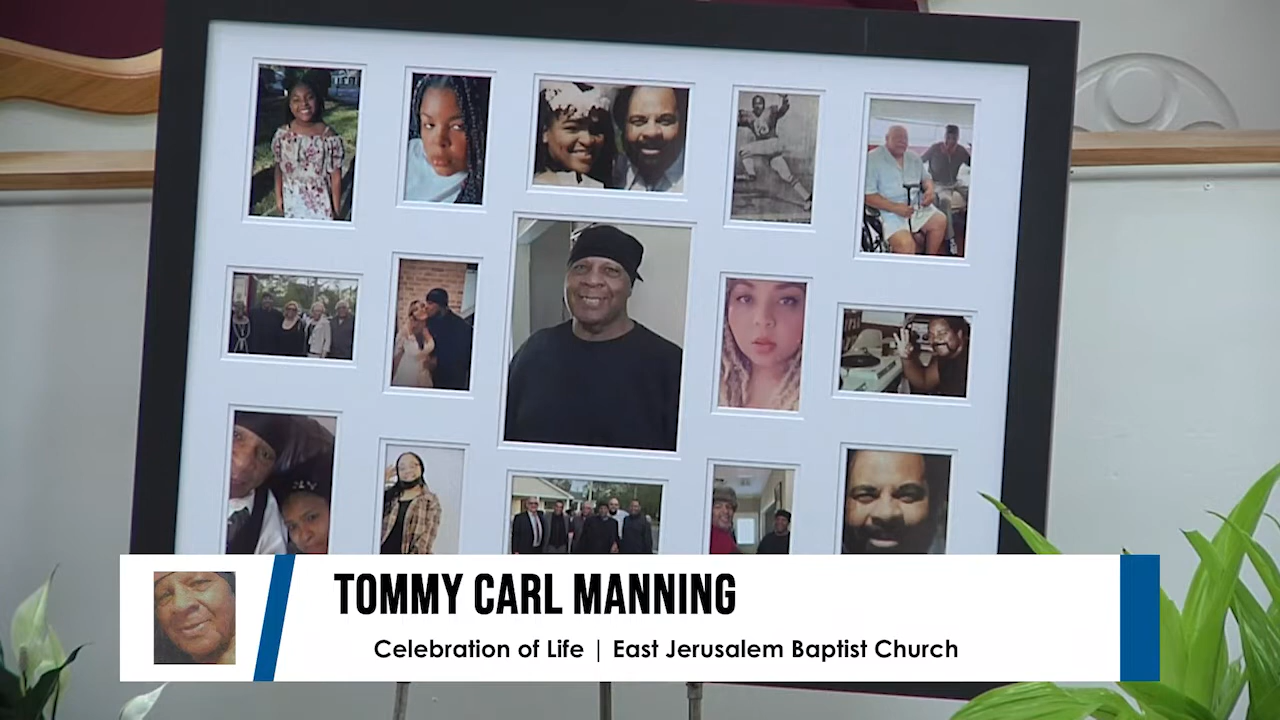 TOMMY CARL MANNING
Celebration of Life | East Jerusalem Baptist Church